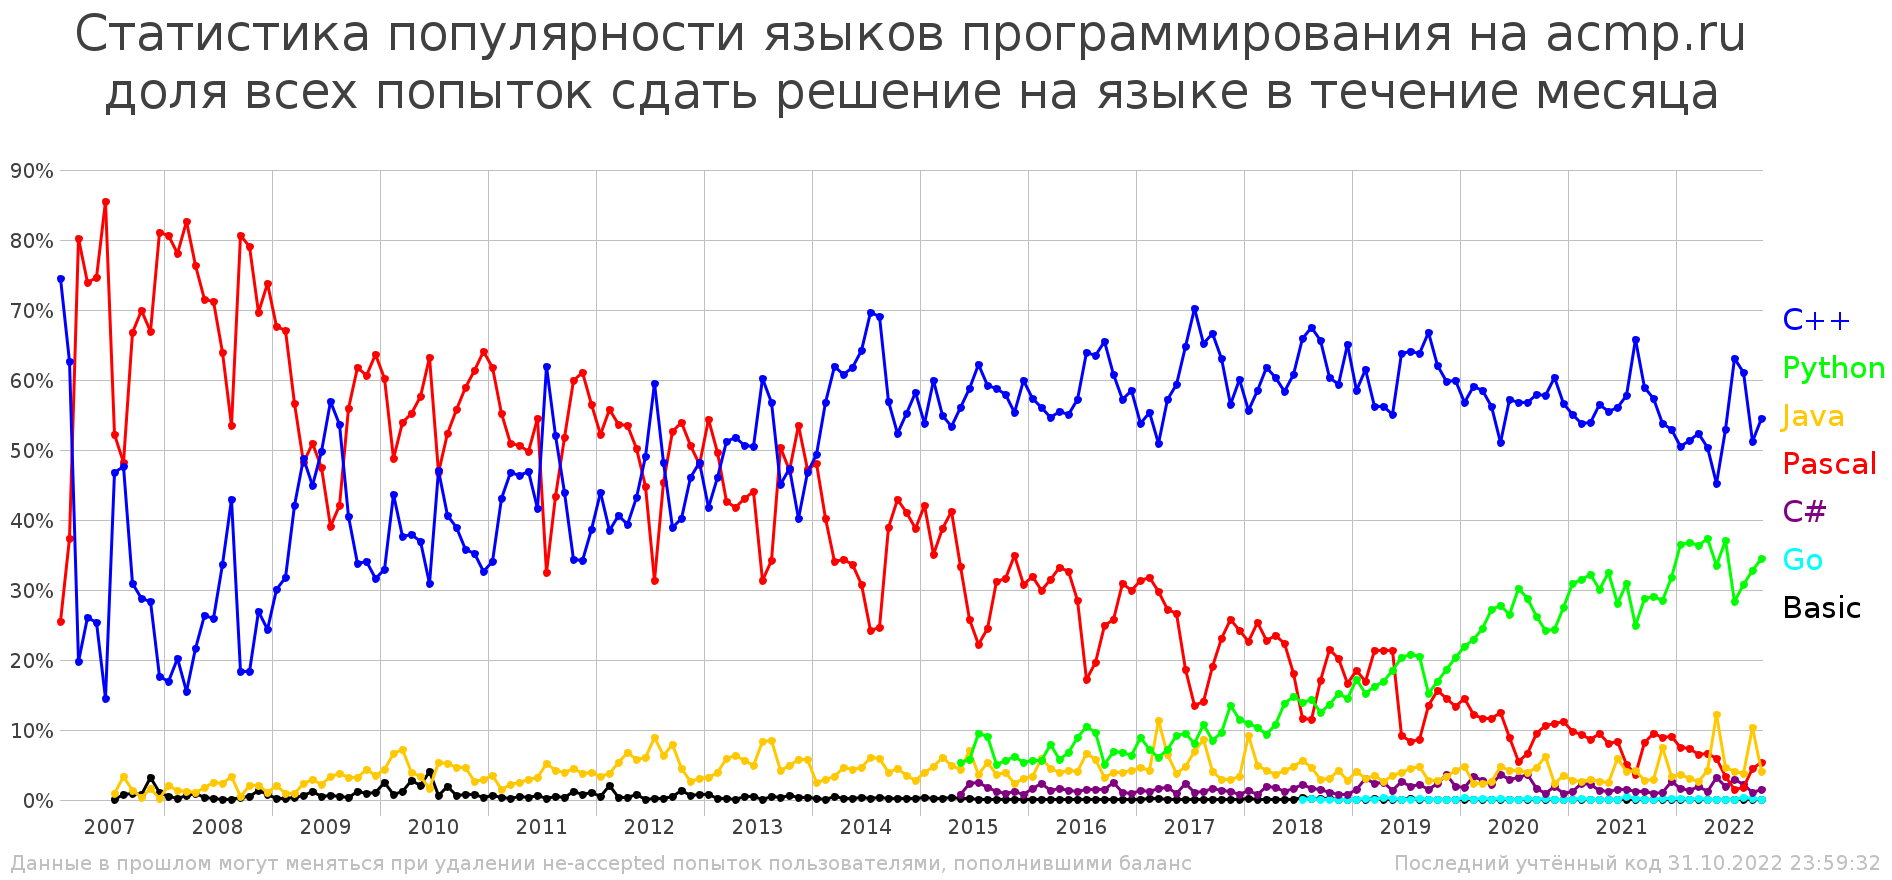 Статистика популярности языков программирования на acmp.ru
доля всех попыток сдать решение на языке в течение месяца
90%
80%
70%
60%
50%
40%
30%
20%
10%
0%
C++
Python
Java
Pascal
C#
Go
Basic
2007 2008 2009 2010 2011 2012 2013 2014 2015 2016 2017 2018 2019 2020 2021 2022
Данные в прошлом могут меняться при удалении не-accepted попыток пользователями, пополнившими баланс
Последний учтённый код 31.10.2022 23:59:32